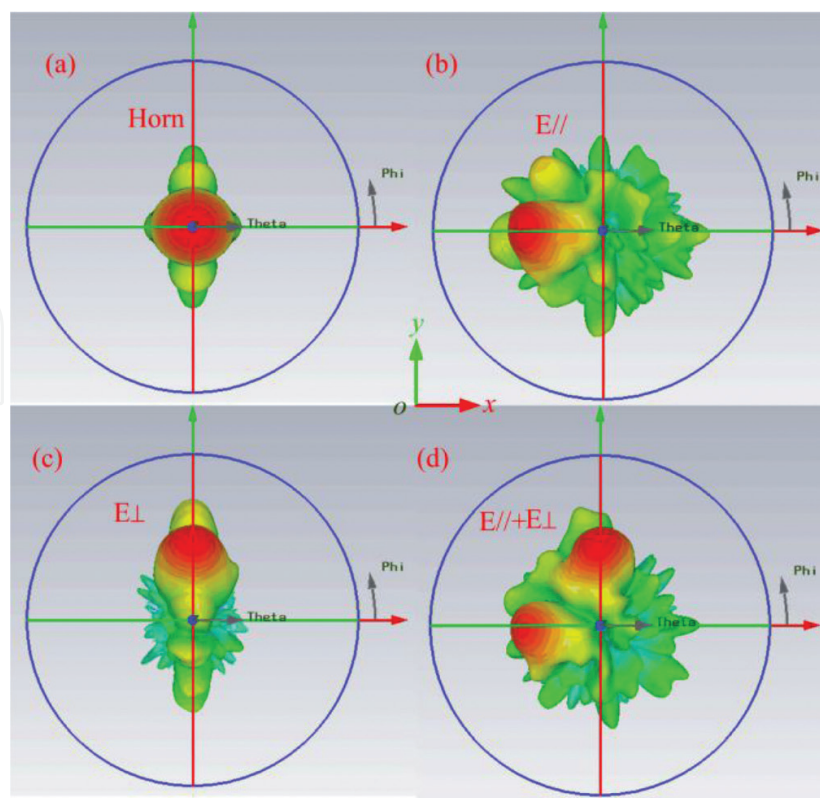 (a)
Horn
Phi
Theta
(b)
E//
Phi
Theta
y
o
x
(c)
E⊥
Phi
Theta
(d)
E//+E⊥
Phi
Theta